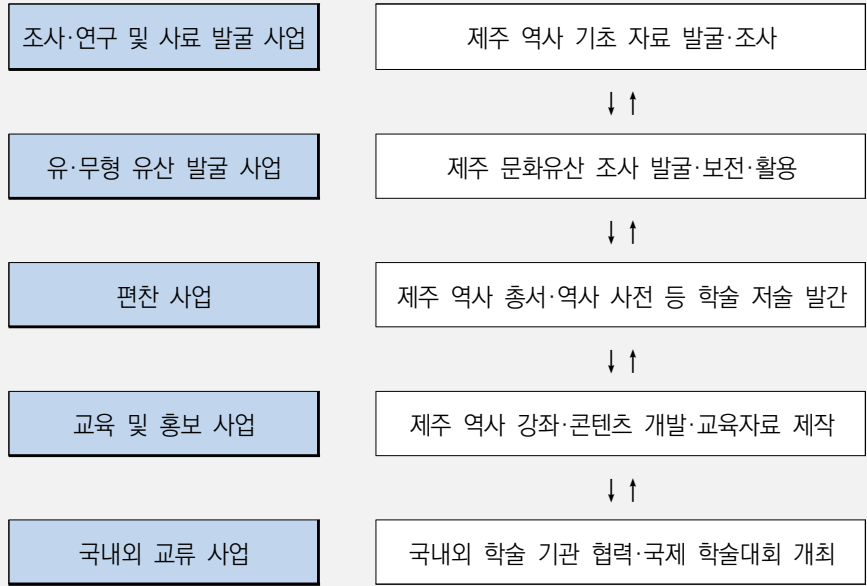 조사·연구 및 사료 발굴 사업
제주 역사 기초 자료 발굴·조사
↓↑
유·무형 유산 발굴 사업
제주 문화유산 조사 발굴·보전·활용
↓↑
편찬 사업
제주 역사 총서·역사 사전 등 학술 저술 발간
↓↑
교육 및 홍보 사업
제주 역사 강좌·콘텐츠 개발·교육자료 제작
↓↑
국내외 교류 사업
국내외 학술 기관 협력·국제 학술대회 개최